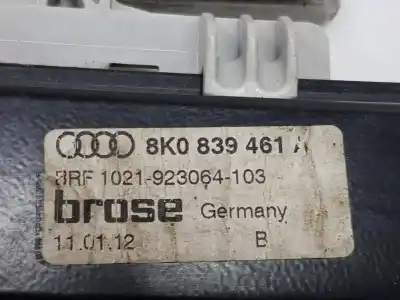 8K0 839 461 A
BRF 1021-923064-103
brose Germany
11.01.12 B